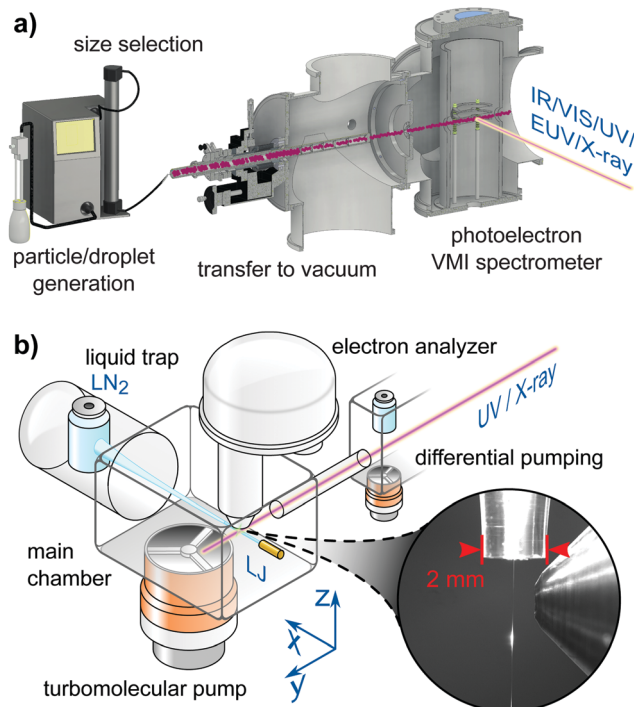 a)
size selection
IR/VIS/UV/
EUV/X-ray
particle/droplet
generation
transfer to vacuum
photoelectron
VMI spectrometer
b)
liquid trap
LN2
electron analyzer
UV / X-ray
differential pumping
main
chamber
LJ
2 mm
z
x
y
turbomolecular pump